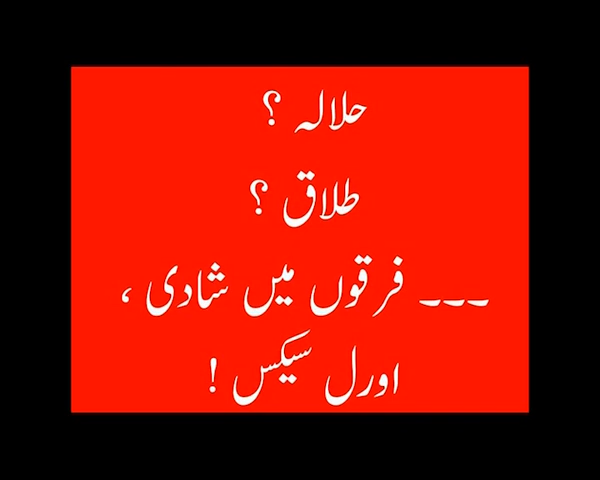 حلالہ ؟
طلاق ؟
۔۔۔ فرقوں میں شادی ،
اورل سیکس !